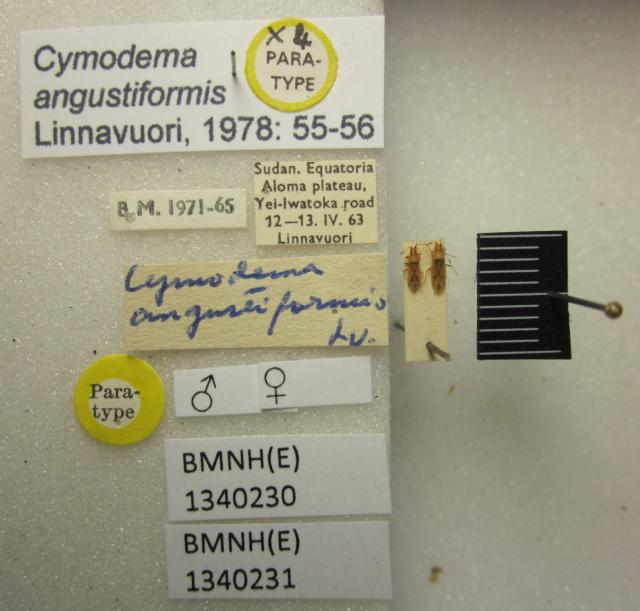 Cymodema
angustiformis
Linnavuori, 1978: 55-56
X 4
PARA-
TYPE
B.M. 1971-65
Sudan. Equatoria
Aloma plateau,
Yei-Iwatoka road
12—13. IV. 63
Linnavuori
Cymodema
angustiformis
Lv.
Para-
type
♂ ♀
BMNH(E)
1340230
BMNH(E)
1340231